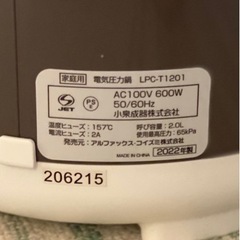 家庭用 電気圧力鍋 LPC-T1201
JET
PS E
AC100V 600W
50/60Hz
小泉成器株式会社
温度ヒューズ：157℃ 呼び容量：2.0L
電流ヒューズ：2A 使用最高圧力：65kPa
発売元：アルファックス・コイズミ株式会社
MADE IN CHINA 2022年製
206215